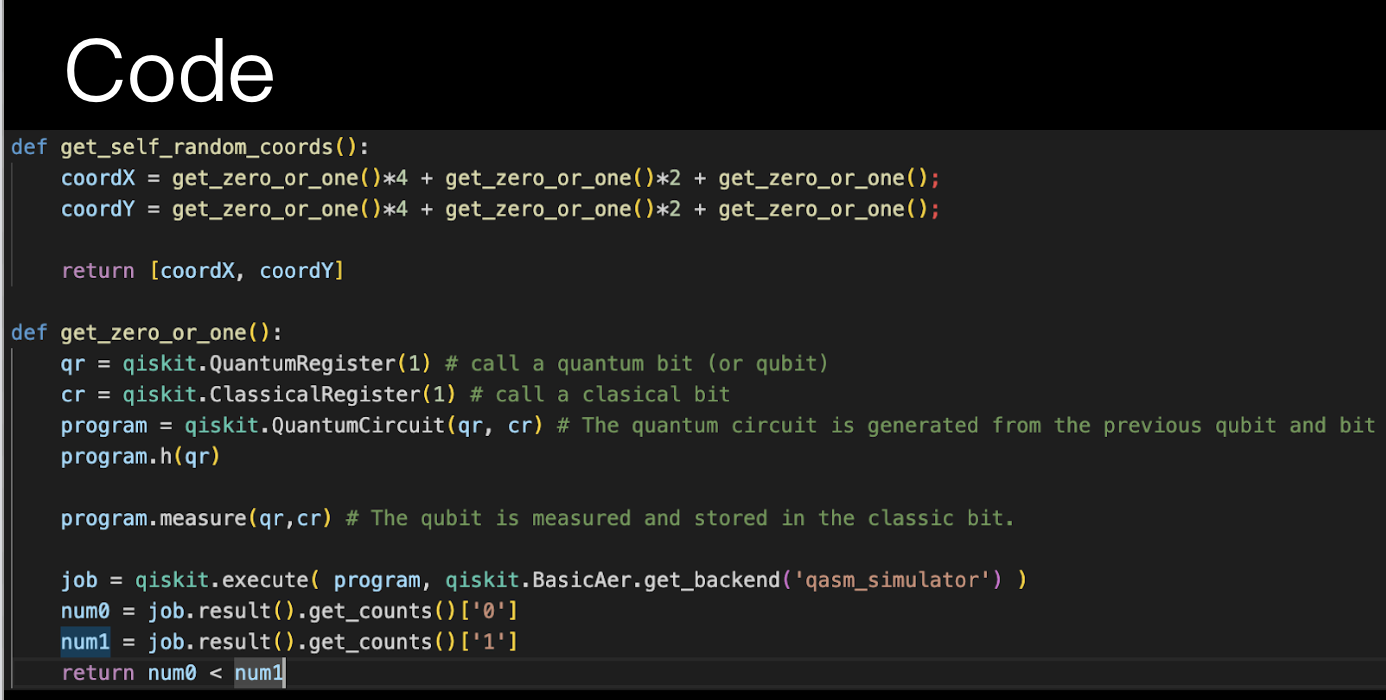 Code
def get_self_random_coords():
    coordX = get_zero_or_one()*4 + get_zero_or_one()*2 + get_zero_or_one();
    coordY = get_zero_or_one()*4 + get_zero_or_one()*2 + get_zero_or_one();
    return [coordX, coordY]
def get_zero_or_one():
    qr = qiskit.QuantumRegister(1) # call a quantum bit (or qubit)
    cr = qiskit.ClassicalRegister(1) # call a clasical bit
    program = qiskit.QuantumCircuit(qr, cr) # The quantum circuit is generated from the previous qubit and bit
    program.h(qr)
    program.measure(qr,cr) # The qubit is measured and stored in the classic bit.
    job = qiskit.execute( program, qiskit.BasicAer.get_backend('qasm_simulator') )
    num0 = job.result().get_counts()['0']
    num1 = job.result().get_counts()['1']
    return num0 < num1